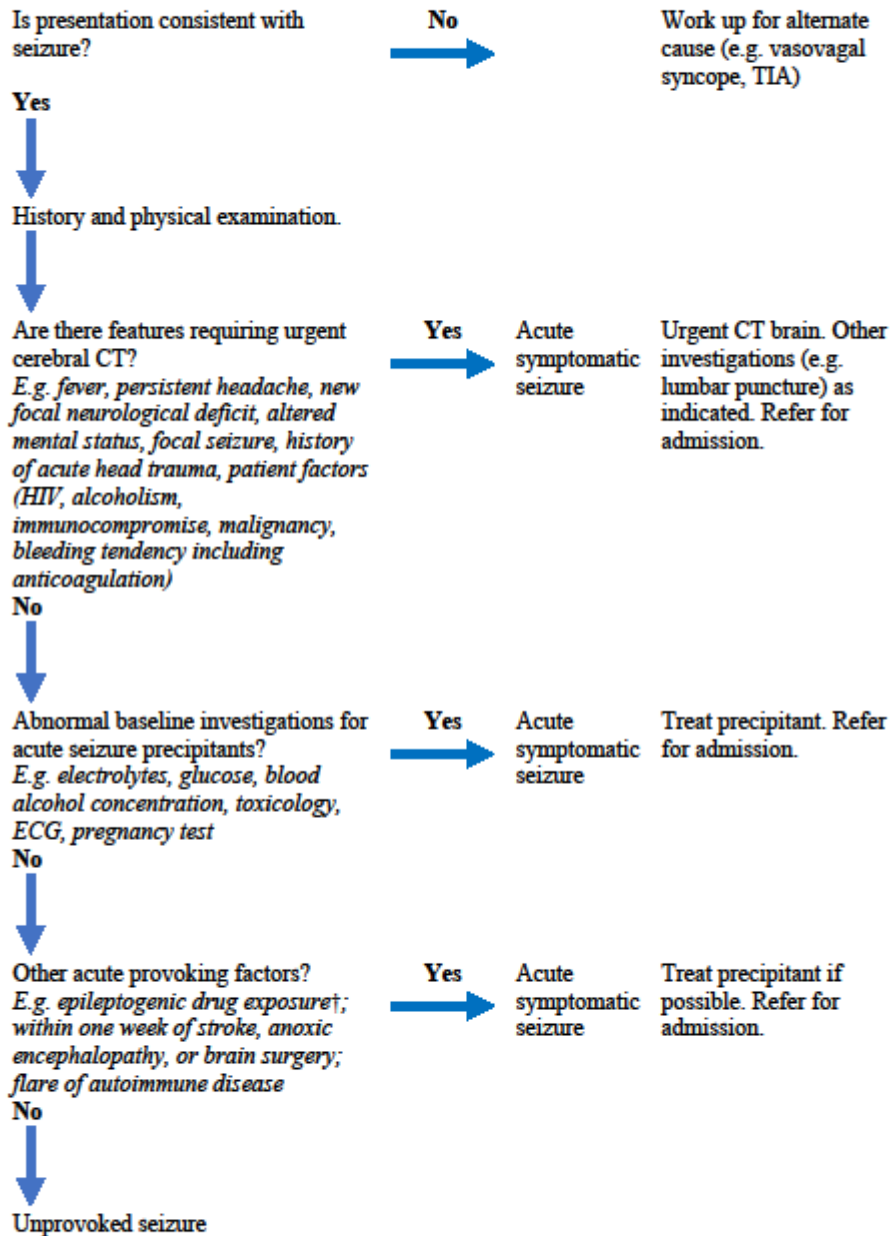 Is presentation consistent with
seizure?
No
Work up for alternate
cause (e.g. vasovagal
syncope, TIA)
Yes
History and physical examination.
Are there features requiring urgent
cerebral CT?
E.g. fever, persistent headache, new
focal neurological deficit, altered
mental status, focal seizure, history
of acute head trauma, patient factors
(HIV, alcoholism,
immunocompromise, malignancy,
bleeding tendency including
anticoagulation)
Yes
Acute
symptomatic
seizure
Urgent CT brain. Other
investigations (e.g.
lumbar puncture) as
indicated. Refer for
admission.
No
Abnormal baseline investigations for
acute seizure precipitants?
E.g. electrolytes, glucose, blood
alcohol concentration, toxicology,
ECG, pregnancy test
Yes
Acute
symptomatic
seizure
Treat precipitant. Refer
for admission.
No
Other acute provoking factors?
E.g. epileptogenic drug exposure†;
within one week of stroke, anoxic
encephalopathy, or brain surgery;
flare of autoimmune disease
Yes
Acute
symptomatic
seizure
Treat precipitant if
possible. Refer for
admission.
No
Unprovoked seizure